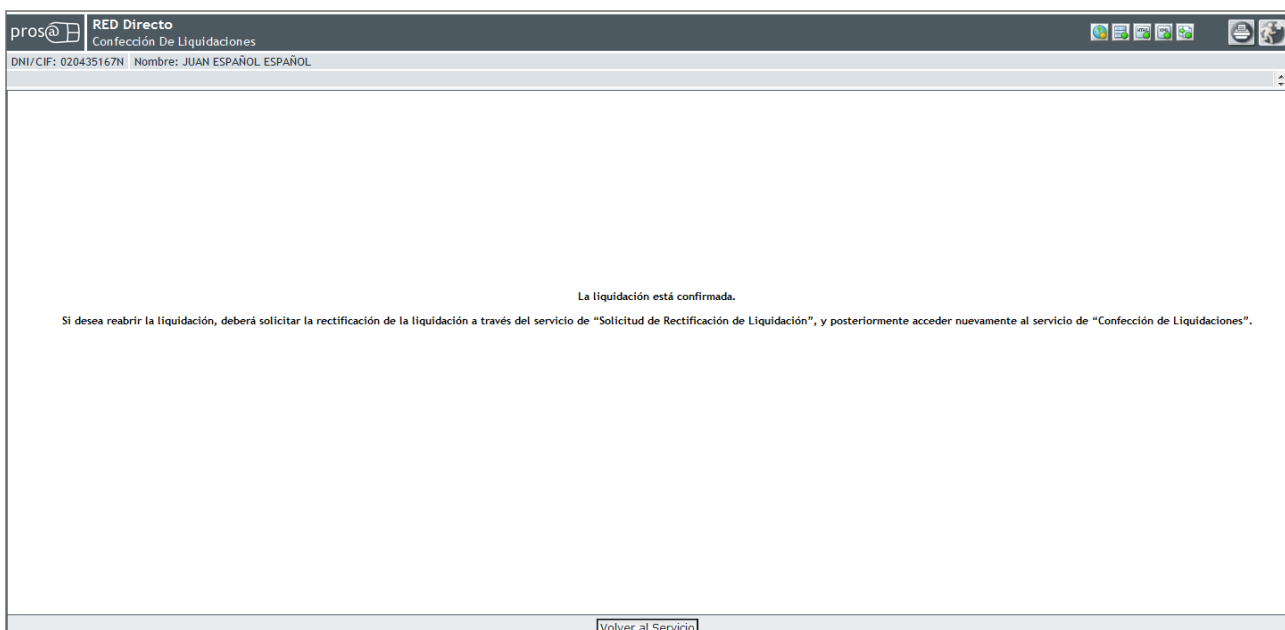 pros@
RED Directo
Confección De Liquidaciones
DNI/CIF: 020435167N Nombre: JUAN ESPAÑOL ESPAÑOL
La liquidación está confirmada.
Si desea reabrir la liquidación, deberá solicitar la rectificación de la liquidación a través del servicio de “Solicitud de Rectificación de Liquidación”, y posteriormente acceder nuevamente al servicio de “Confección de Liquidaciones”.
Volver al Servicio